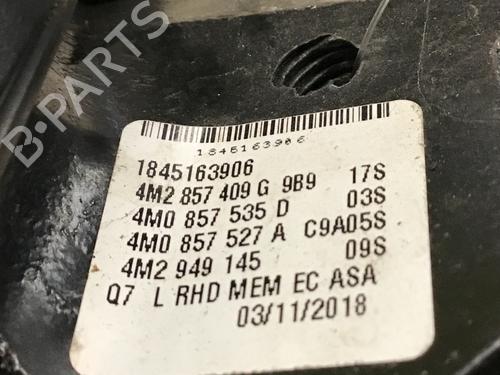 B-PARTS
1845163906
1845163906
4M2 857 409 G 9B9 17S
4M0 857 535 D 03S
4M0 857 527 A C9A05S
4M2 949 145 09S
Q7 L RHD MEM EC ASA
03/11/2018